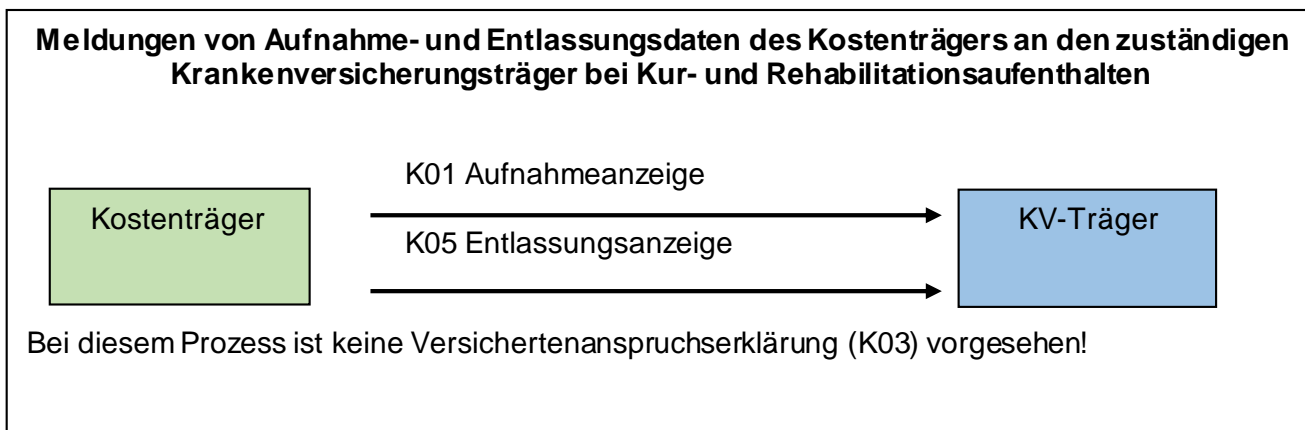 Meldungen von Aufnahme- und Entlassungsdaten des Kostenträgers an den zuständigen
Krankenversicherungsträger bei Kur- und Rehabilitationsaufenthalten
K01 Aufnahmeanzeige
Kostenträger
KV-Träger
K05 Entlassungsanzeige
Bei diesem Prozess ist keine Versichertenanspruchserklärung (K03) vorgesehen!